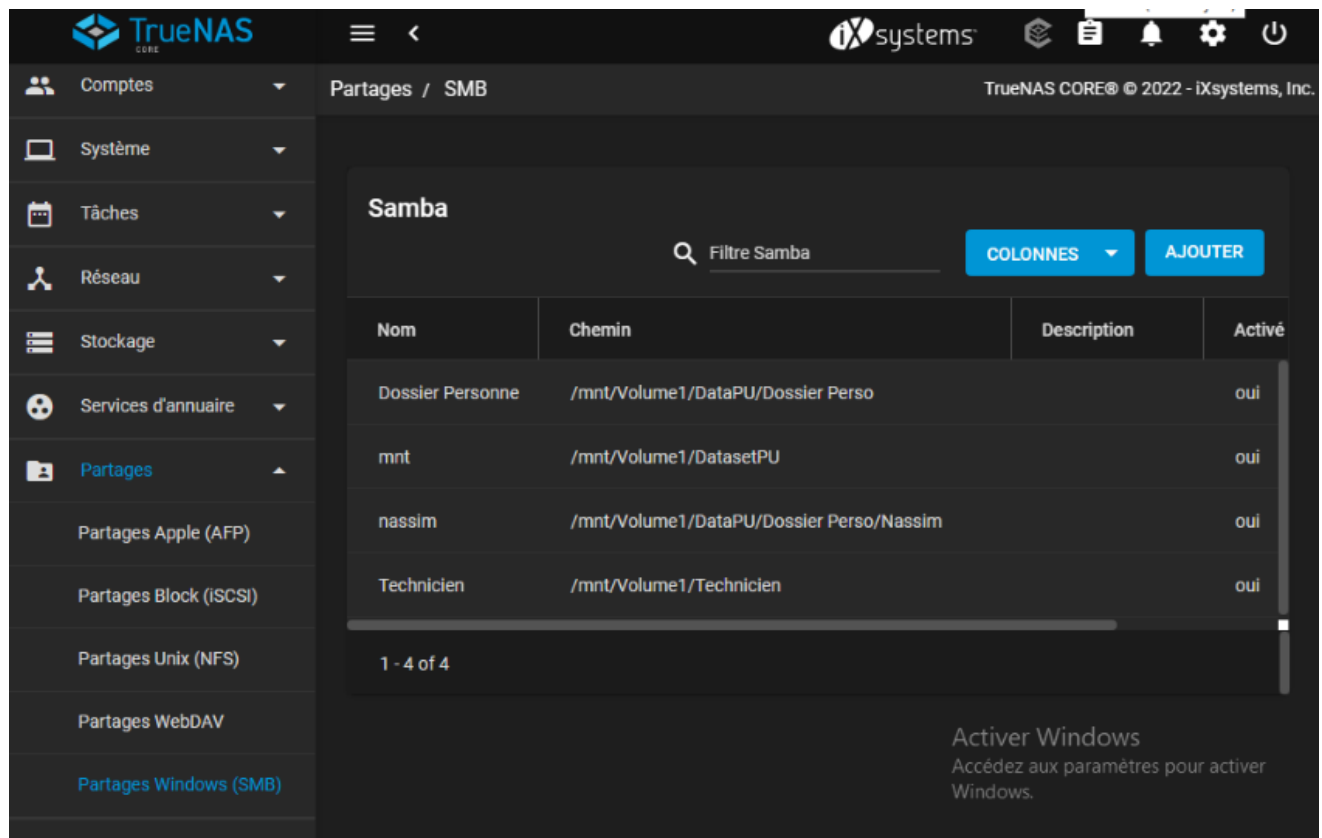 TrueNAS
CORE
iXsystems
Comptes
Partages / SMB
TrueNAS CORE® © 2022 - iXsystems, Inc.
Système
Tâches
Réseau
Stockage
Services d'annuaire
Partages
Partages Apple (AFP)
Partages Block (iSCSI)
Partages Unix (NFS)
Partages WebDAV
Partages Windows (SMB)
Samba
Filtre Samba
COLONNES
AJOUTER
Nom Chemin Description Activé
Dossier Personne /mnt/Volume1/DataPU/Dossier Perso oui
mnt /mnt/Volume1/DatasetPU oui
nassim /mnt/Volume1/DataPU/Dossier Perso/Nassim oui
Technicien /mnt/Volume1/Technicien oui
1 - 4 of 4
Activer Windows
Accédez aux paramètres pour activer
Windows.